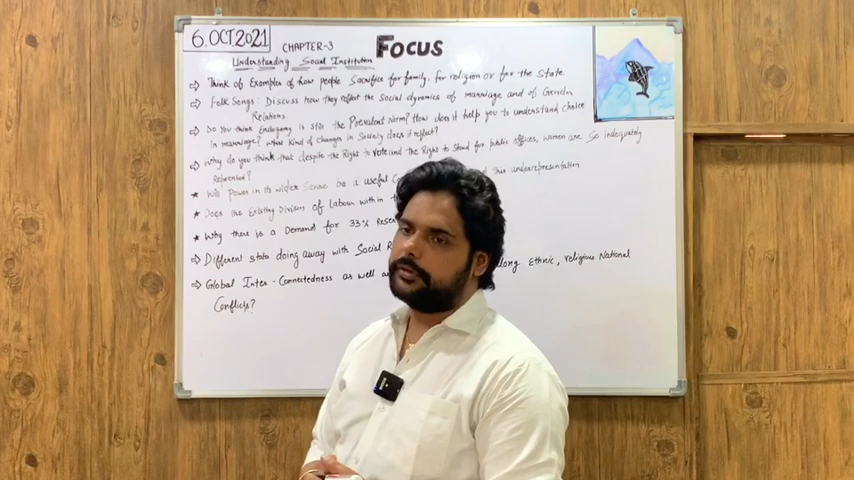 6.OCT.2021
CHAPTER-3 Focus
Understanding Social Institution
⇨ Think of Examples of how people Sacrifice for family, for religion or for the State
⇨ Folk Songs: Discuss how they reflect the Social dynamics of marriage and of Gender
Relations.
⇨ Do you think Endogamy is still the Prevalent Norm? How does it help you to understand choice
in marriage? What kind of changes in Society does it reflect?
⇨ Why do you think that despite the Right to Vote and the Right to Stand for public offices, women are so
Represented?
★ Will Power in its wider Sense be a useful this underrepresentation
★ Does the Existing Division of Labour within
★ Why there is a Demand for 33%
⇨ Different state doing away with Social
⇨ Global Inter-Connectedness as well Ethnic, religious National
Conflicts?